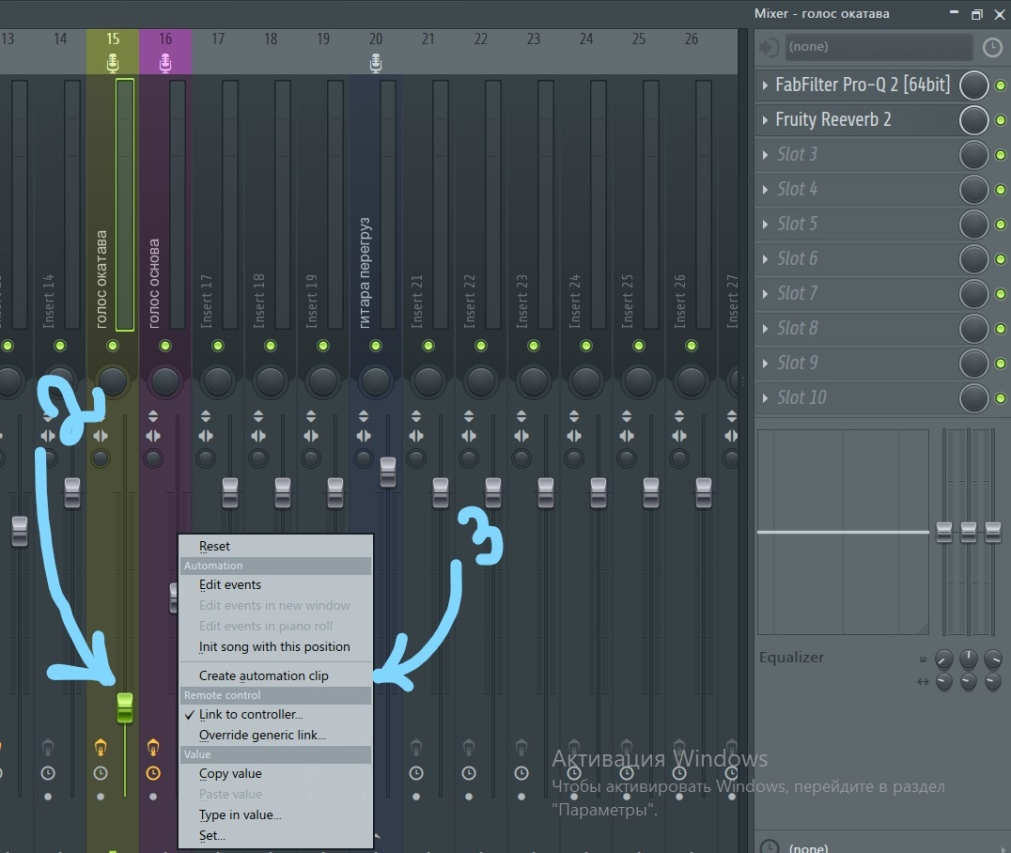 Mixer - голос окатава
13 14 15 16 17 18 19 20 21 22 23 24 25 26
(none)
FabFilter Pro-Q 2 [64bit]
Fruity Reeverb 2
Slot 3
Slot 4
Slot 5
Slot 6
Slot 7
Slot 8
Slot 9
Slot 10
Insert 14
голос окатава
голос основа
Insert 17
Insert 18
Insert 19
гитара перегруз
Insert 21
Insert 22
Insert 23
Insert 24
Insert 25
Insert 26
Insert 27
2
3
Reset
Automation
Edit events
Edit events in new window
Edit events in piano roll
Init song with this position
Create automation clip
Remote control
Link to controller...
Override generic link...
Value
Copy value
Paste value
Type in value...
Set...
Equalizer
Активация Windows
Чтобы активировать Windows, перейдите в раздел
"Параметры".
(none)